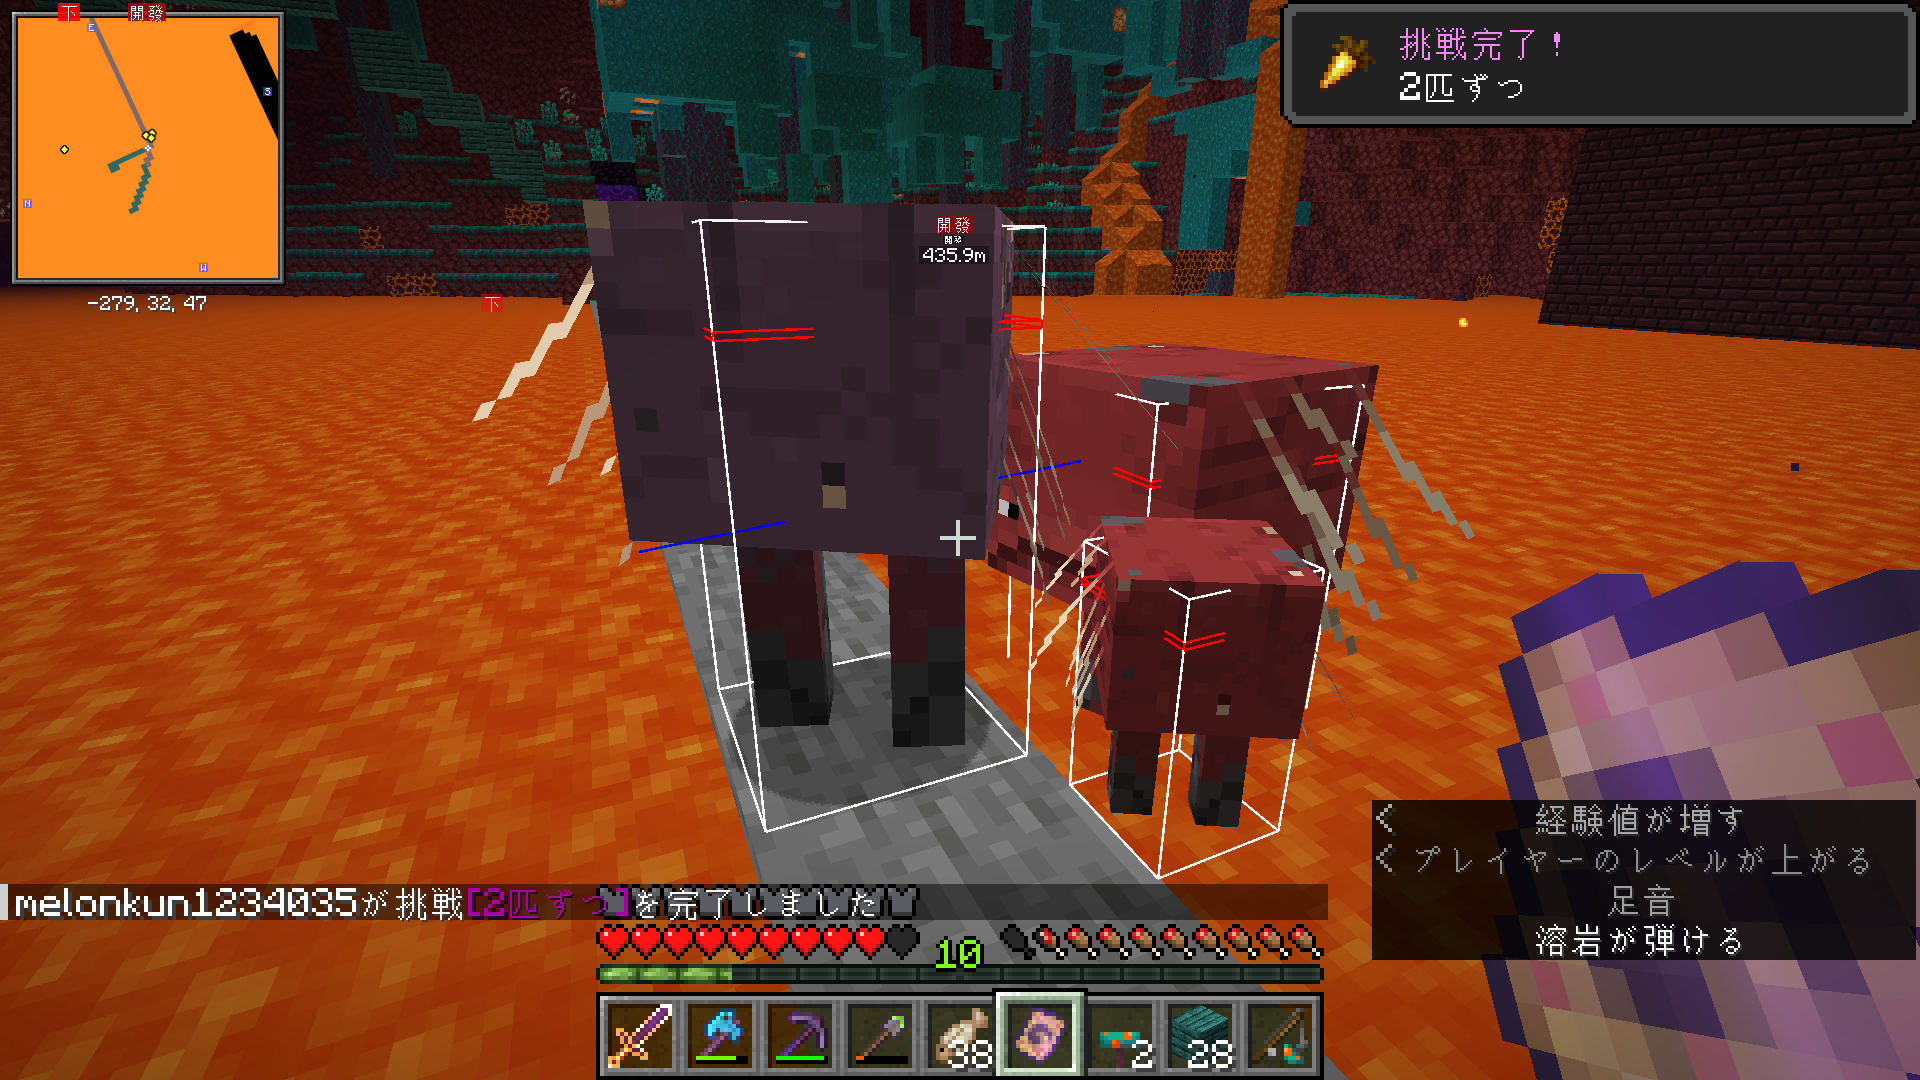 下
開発
E
S
N
W
-279, 32, 47
下
挑戦完了！
2匹ずつ
開発
開発
435.9m
経験値が増す
プレイヤーのレベルが上がる
足音
溶岩が弾ける
melonkun1234035が挑戦[2匹ずつ]を完了しました
10
38
2
28